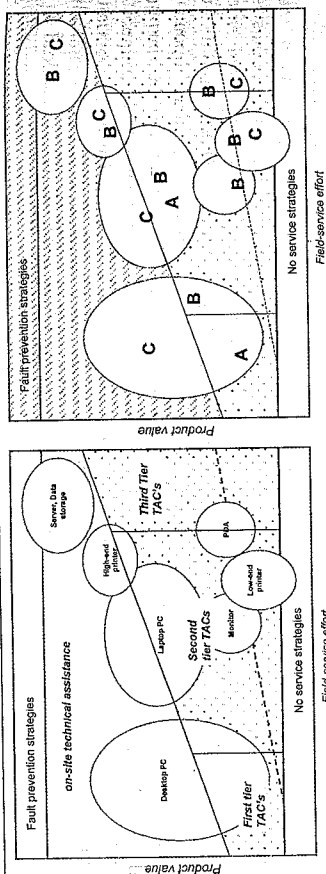 Fault prevention strategies
on-site technical assistance
Server, Data
storage
High-end
printer
Third Tier
TAC's
Laptop PC
Desktop PC
Second
tier TACs
PDA
Monitor
Low-end
printer
First tier
TAC's
No service strategies
Product value
Field-service effort
Fault prevention strategies
B C
C
B
C
B
A
C
B
A
B
C
B
B
C
No service strategies
Product value
Field-service effort